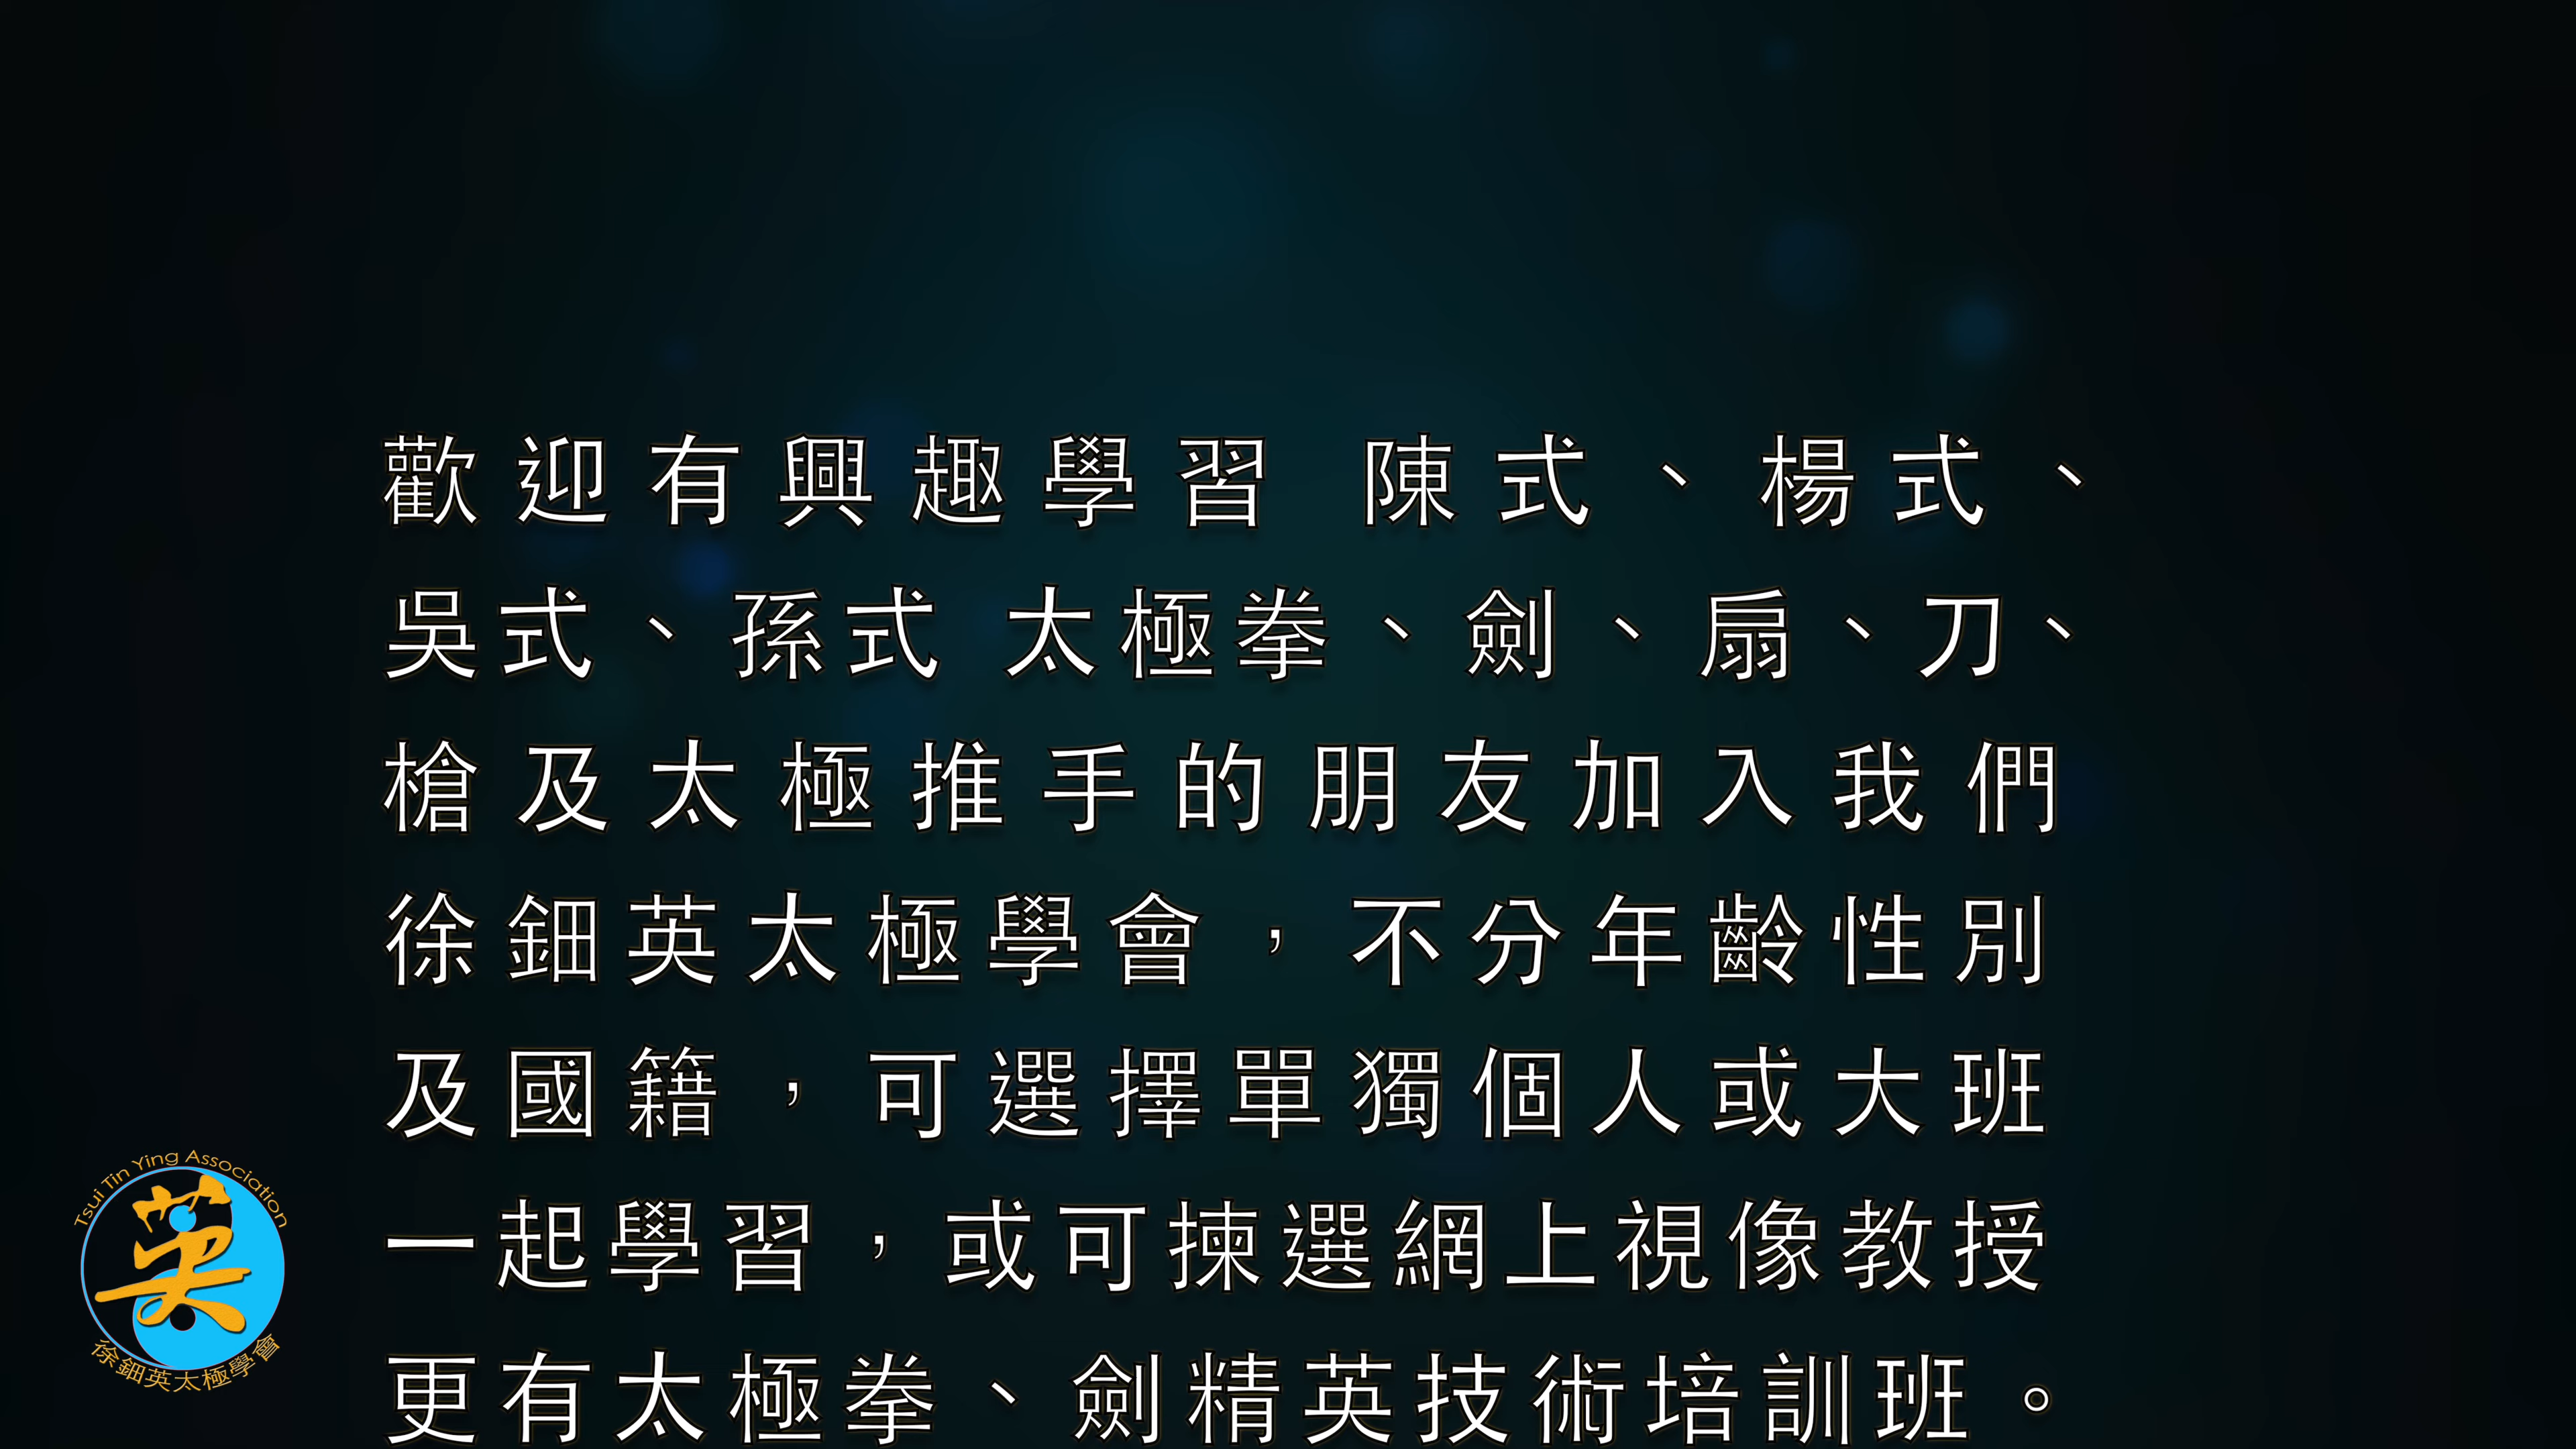 歡迎有興趣學習 陳式、楊式、
吳式、孫式 太極拳、劍、扇、刀、
槍及太極推手的朋友加入我們
徐鈿英太極學會，不分年齡性別
及國籍，可選擇單獨個人或大班
一起學習，或可揀選網上視像教授
更有太極拳、劍精英技術培訓班。
Tsui Tin Ying Association
英
徐鈿英太極學會